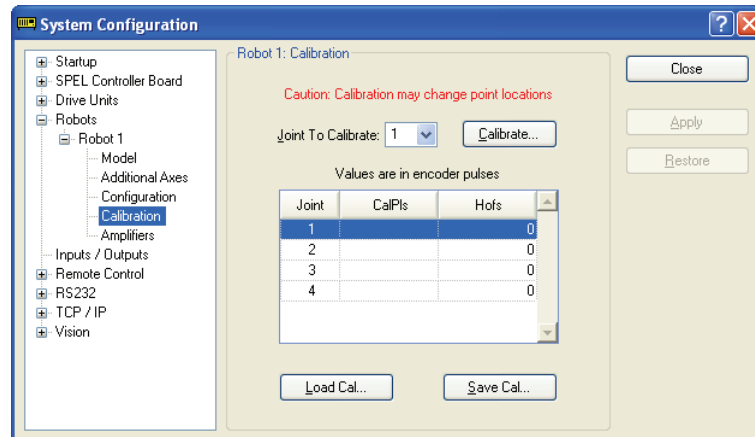 System Configuration
Startup
SPEL Controller Board
Drive Units
Robots
Robot 1
Model
Additional Axes
Configuration
Calibration
Amplifiers
Inputs / Outputs
Remote Control
RS232
TCP / IP
Vision
Robot 1: Calibration
Caution: Calibration may change point locations
Joint To Calibrate: 1 Calibrate...
Values are in encoder pulses
Joint CalPls Hofs
1 0
2 0
3 0
4 0
Load Cal... Save Cal...
Close
Apply
Restore